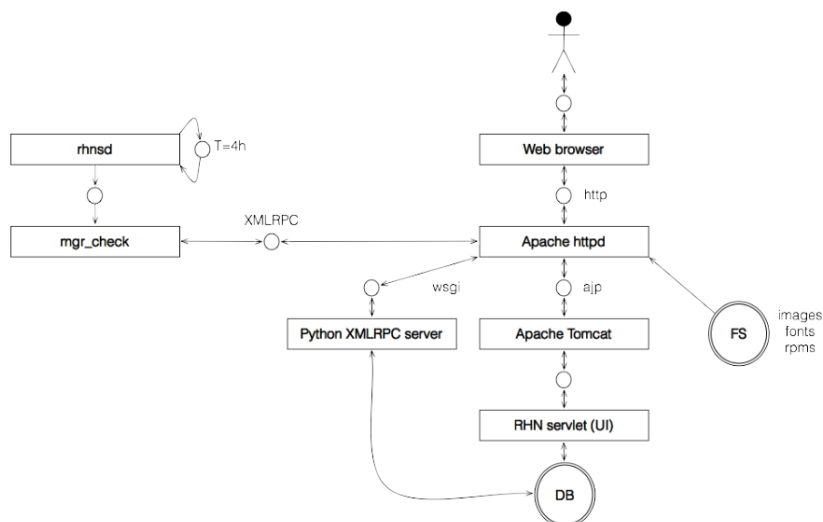 rhnsd
T=4h
Web browser
http
XMLRPC
mgr_check
Apache httpd
wsgi
ajp
images
fonts
rpms
FS
Python XMLRPC server
Apache Tomcat
RHN servlet (UI)
DB